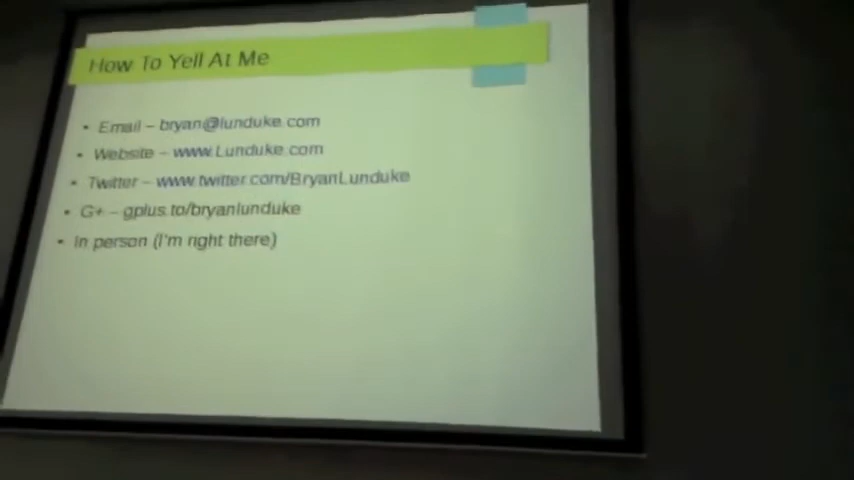 How To Yell At Me
• Email – bryan@lunduke.com
• Website – www.Lunduke.com
• Twitter – www.twitter.com/BryanLunduke
• G+ – gplus.to/bryanlunduke
• In person (I'm right there)